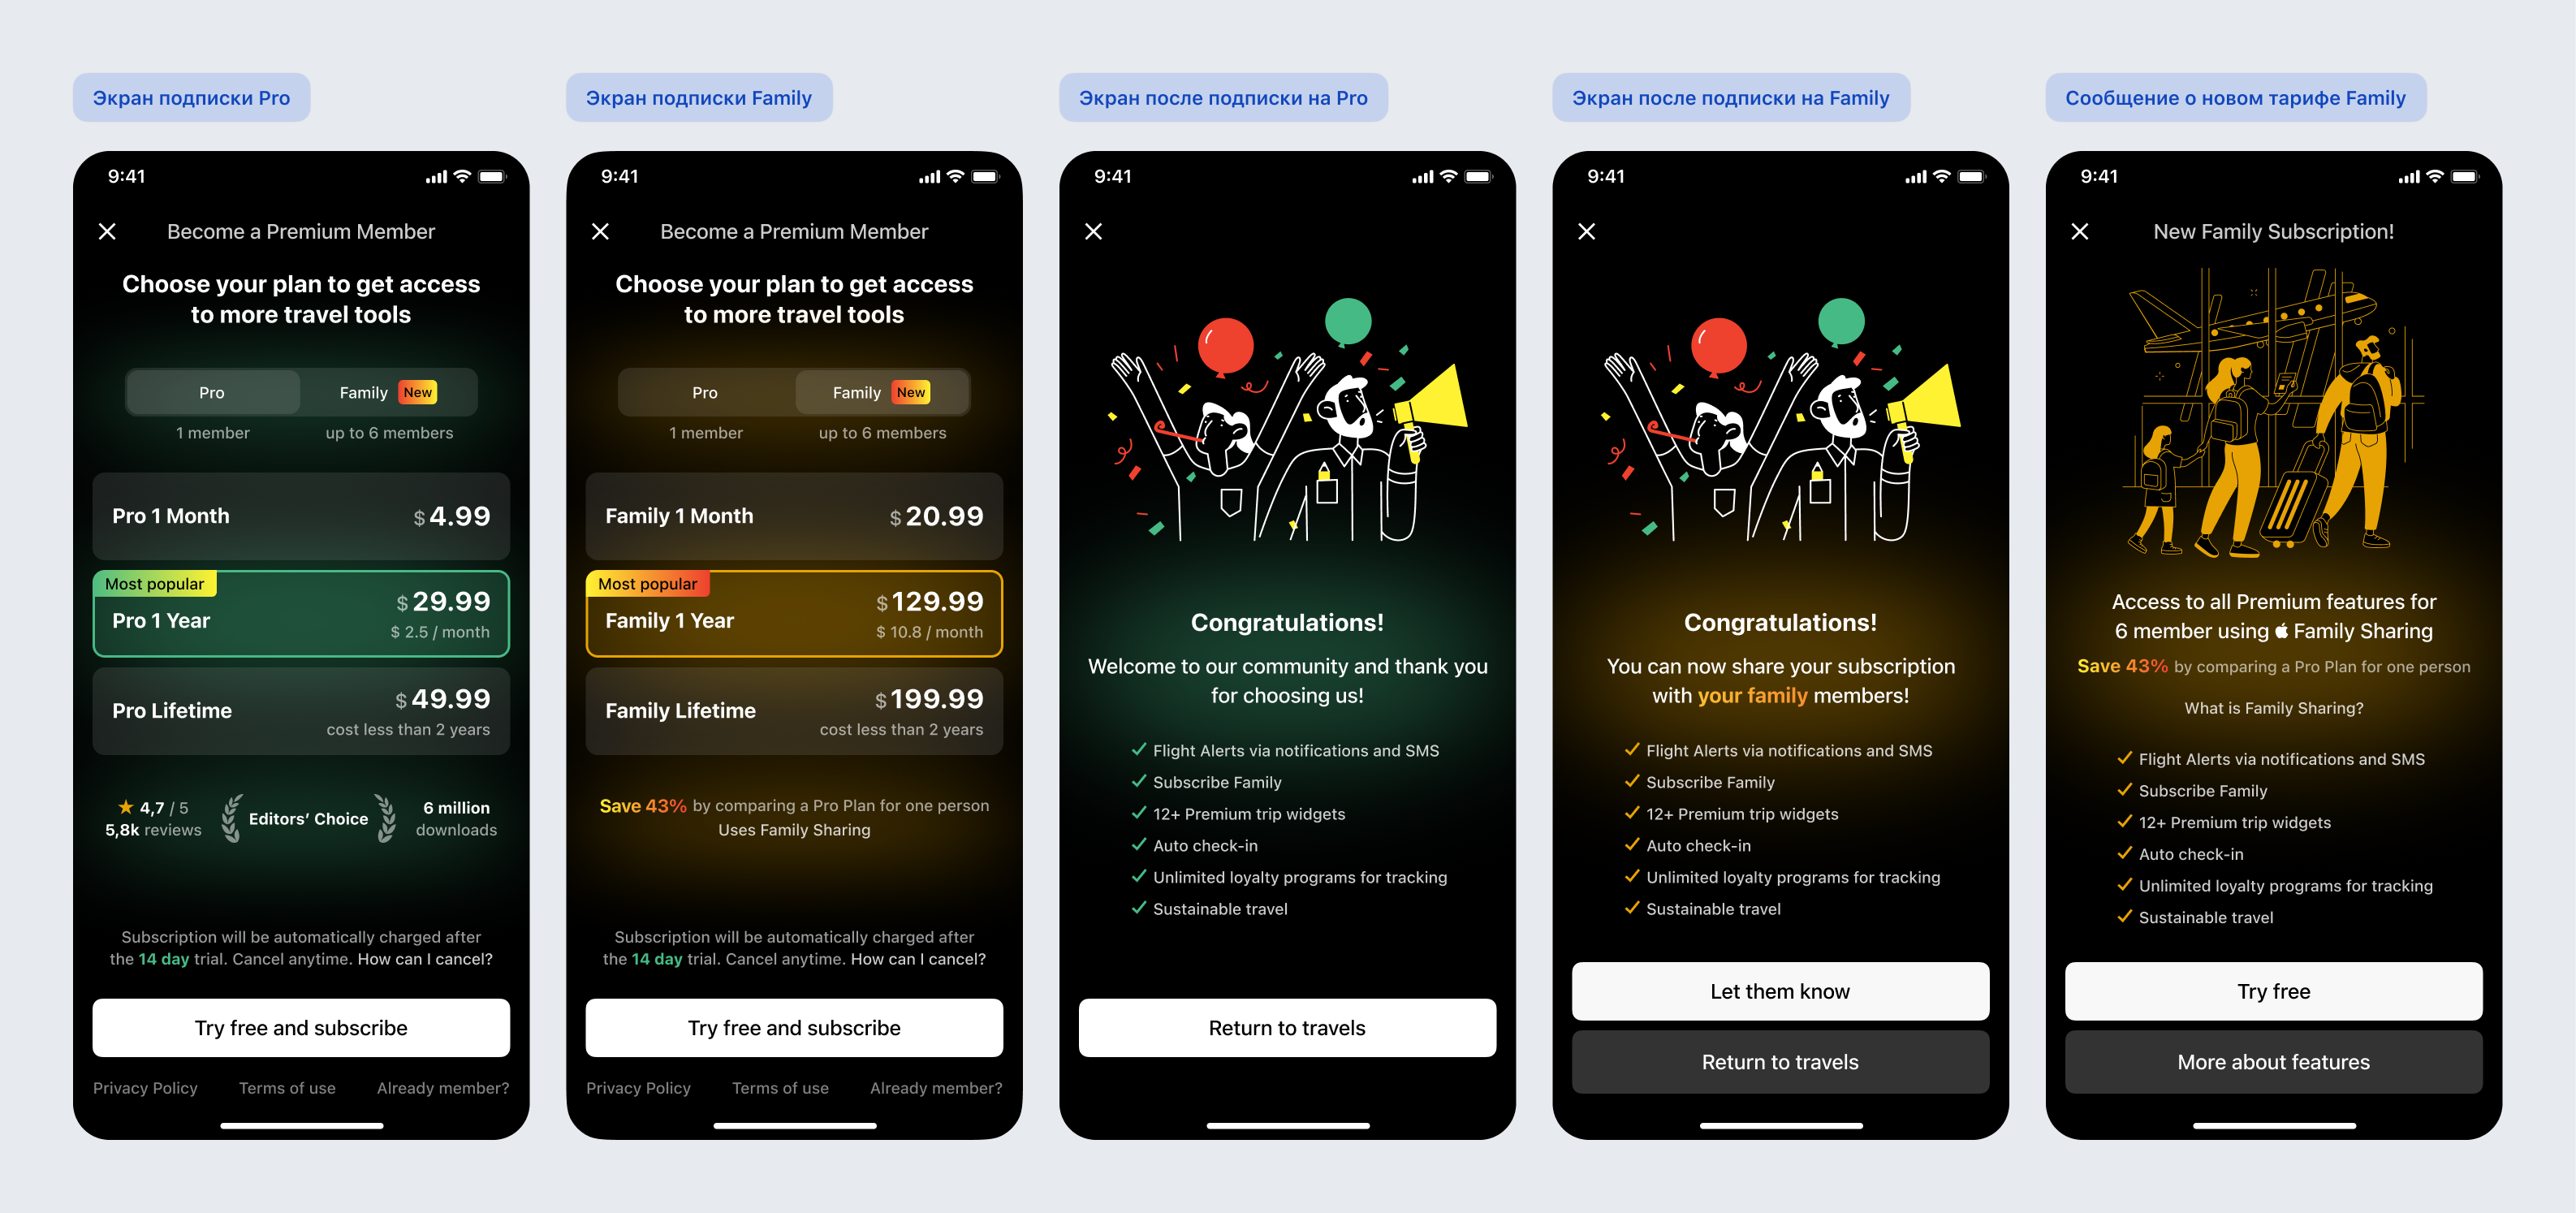 Экран подписки Pro
9:41
Become a Premium Member
Choose your plan to get access
to more travel tools
Pro
Family New
1 member
up to 6 members
Pro 1 Month
$ 4.99
Most popular
Pro 1 Year
$ 29.99
$ 2.5 / month
Pro Lifetime
$ 49.99
cost less than 2 years
4,7 / 5
5,8k reviews
Editors’ Choice
6 million
downloads
Subscription will be automatically charged after
the 14 day trial. Cancel anytime. How can I cancel?
Try free and subscribe
Privacy Policy
Terms of use
Already member?
Экран подписки Family
9:41
Become a Premium Member
Choose your plan to get access
to more travel tools
Pro
Family New
1 member
up to 6 members
Family 1 Month
$ 20.99
Most popular
Family 1 Year
$ 129.99
$ 10.8 / month
Family Lifetime
$ 199.99
cost less than 2 years
Save 43% by comparing a Pro Plan for one person
Uses Family Sharing
Subscription will be automatically charged after
the 14 day trial. Cancel anytime. How can I cancel?
Try free and subscribe
Privacy Policy
Terms of use
Already member?
Экран после подписки на Pro
9:41
Congratulations!
Welcome to our community and thank you
for choosing us!
Flight Alerts via notifications and SMS
Subscribe Family
12+ Premium trip widgets
Auto check-in
Unlimited loyalty programs for tracking
Sustainable travel
Return to travels
Экран после подписки на Family
9:41
Congratulations!
You can now share your subscription
with your family members!
Flight Alerts via notifications and SMS
Subscribe Family
12+ Premium trip widgets
Auto check-in
Unlimited loyalty programs for tracking
Sustainable travel
Let them know
Return to travels
Сообщение о новом тарифе Family
9:41
New Family Subscription!
Access to all Premium features for
6 member using Family Sharing
Save 43% by comparing a Pro Plan for one person
What is Family Sharing?
Flight Alerts via notifications and SMS
Subscribe Family
12+ Premium trip widgets
Auto check-in
Unlimited loyalty programs for tracking
Sustainable travel
Try free
More about features